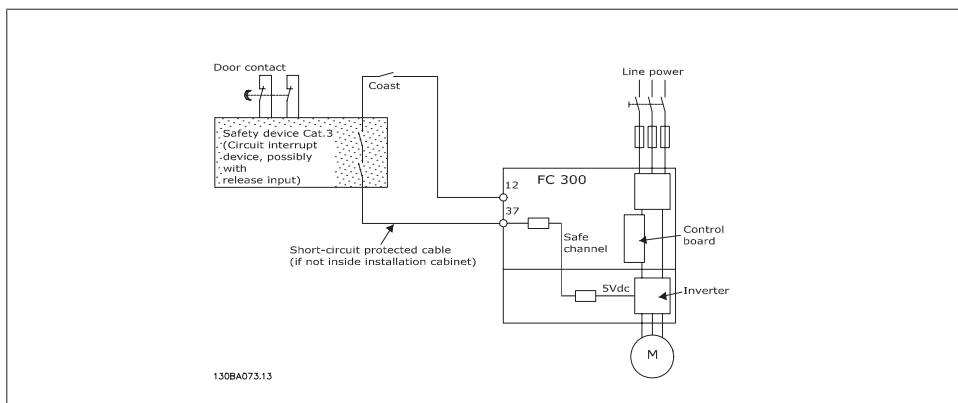 Door contact
Line power
Coast
Safety device Cat.3
(Circuit interrupt
device, possibly
with
release input)
12
FC 300
37
Safe
channel
Control
board
Short-circuit protected cable
(if not inside installation cabinet)
5Vdc
Inverter
M
130BA073.13